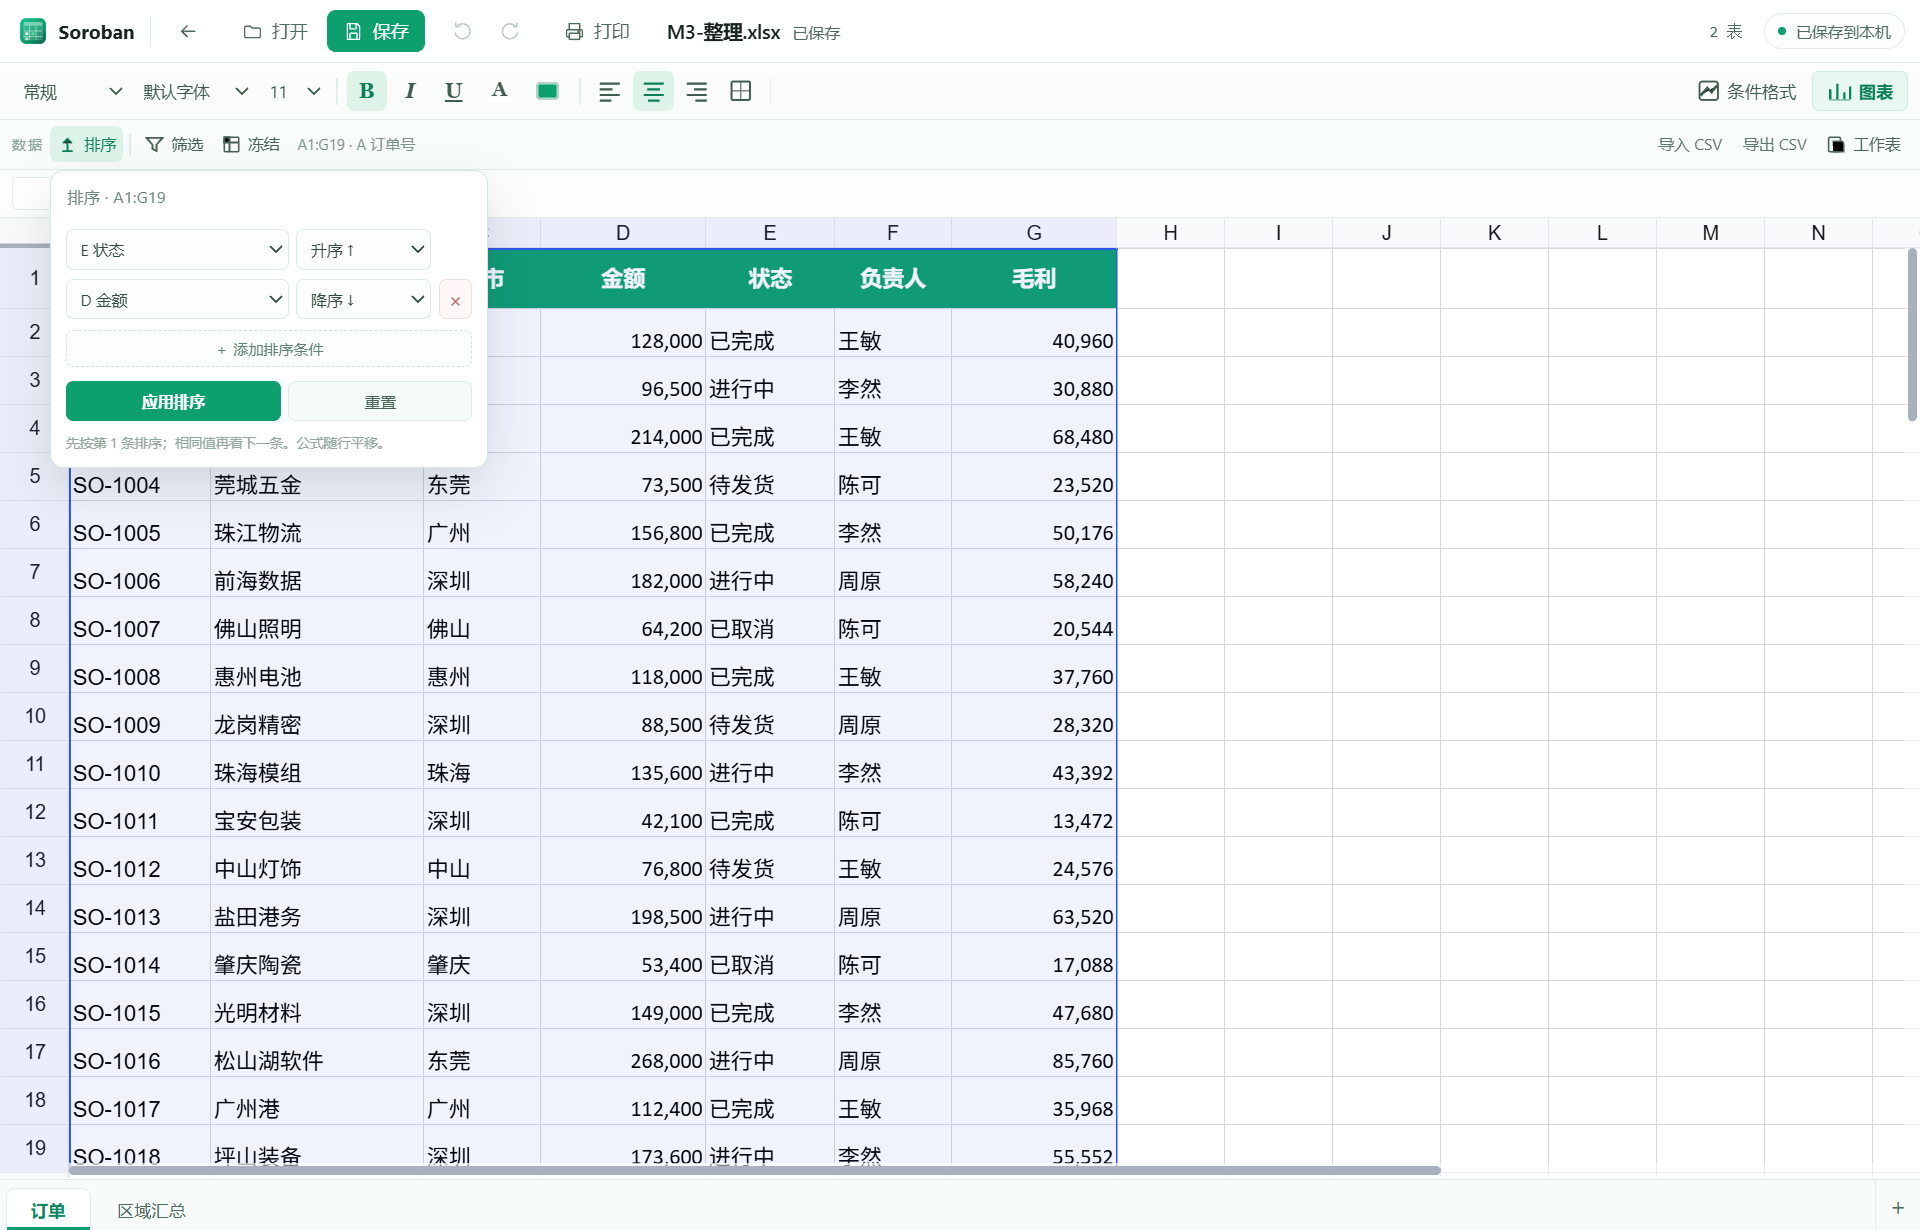 Soroban
打开
保存
打印
M3-整理.xlsx 已保存
2 表
已保存到本机
常规
默认字体
11
B I U A
条件格式
图表
数据 排序 筛选 冻结 A1:G19 · A 订单号
导入 CSV 导出 CSV 工作表
排序 · A1:G19
E 状态 升序 ↑
D 金额 降序 ↓ ×
+ 添加排序条件
应用排序 重置
先按第 1 条排序；相同值再看下一条。公式随行平移。
D E F G H I J K L M N
1 市 金额 状态 负责人 毛利
2 128,000 已完成 王敏 40,960
3 96,500 进行中 李然 30,880
4 214,000 已完成 王敏 68,480
5 SO-1004 莞城五金 东莞 73,500 待发货 陈可 23,520
6 SO-1005 珠江物流 广州 156,800 已完成 李然 50,176
7 SO-1006 前海数据 深圳 182,000 进行中 周原 58,240
8 SO-1007 佛山照明 佛山 64,200 已取消 陈可 20,544
9 SO-1008 惠州电池 惠州 118,000 已完成 王敏 37,760
10 SO-1009 龙岗精密 深圳 88,500 待发货 周原 28,320
11 SO-1010 珠海模组 珠海 135,600 进行中 李然 43,392
12 SO-1011 宝安包装 深圳 42,100 已完成 陈可 13,472
13 SO-1012 中山灯饰 中山 76,800 待发货 王敏 24,576
14 SO-1013 盐田港务 深圳 198,500 进行中 周原 63,520
15 SO-1014 肇庆陶瓷 肇庆 53,400 已取消 陈可 17,088
16 SO-1015 光明材料 深圳 149,000 已完成 李然 47,680
17 SO-1016 松山湖软件 东莞 268,000 进行中 周原 85,760
18 SO-1017 广州港 广州 112,400 已完成 王敏 35,968
19 SO-1018 坪山装备 深圳 173,600 进行中 李然 55,552
订单 区域汇总 +